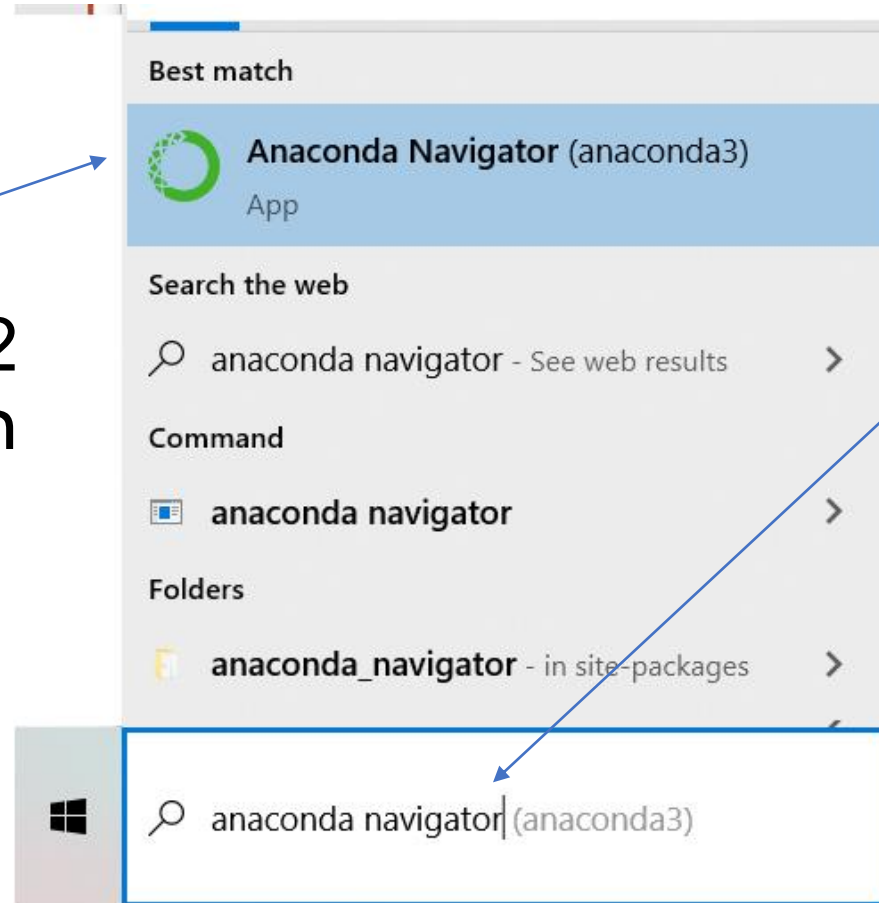 Best match
Anaconda Navigator (anaconda3)
App
Search the web
anaconda navigator - See web results
Command
anaconda navigator
Folders
anaconda_navigator - in site-packages
anaconda navigator (anaconda3)
2